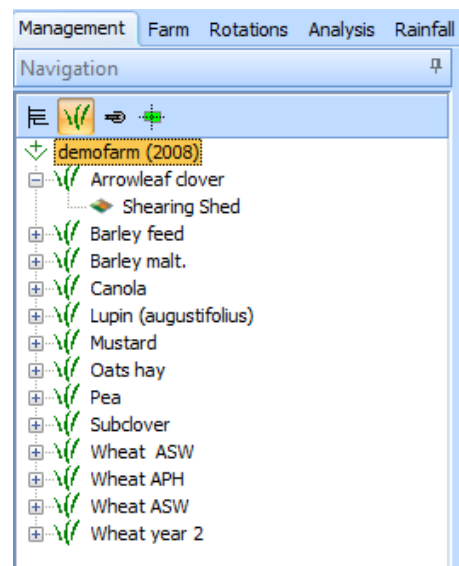 Management Farm Rotations Analysis Rainfall
Navigation
demofarm (2008)
Arrowleaf clover
Shearing Shed
Barley feed
Barley malt.
Canola
Lupin (augustifolius)
Mustard
Oats hay
Pea
Subclover
Wheat  ASW
Wheat APH
Wheat ASW
Wheat year 2